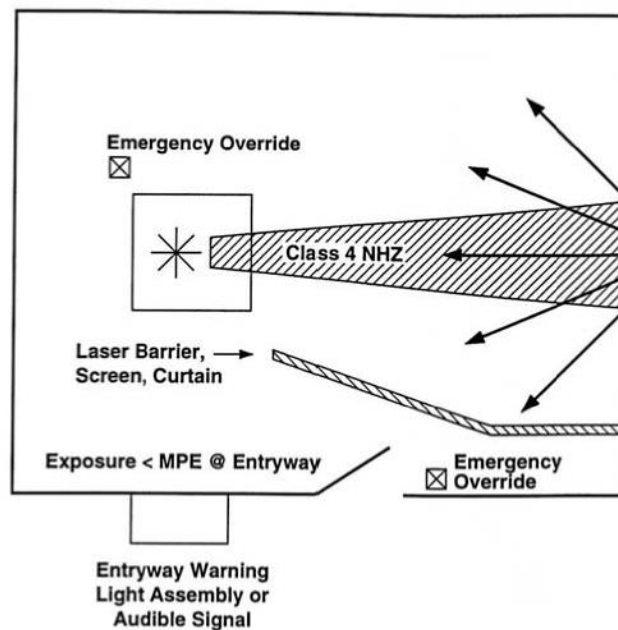 Emergency Override
Class 4 NHZ
Laser Barrier,
Screen, Curtain
Exposure < MPE @ Entryway
Emergency
Override
Entryway Warning
Light Assembly or
Audible Signal